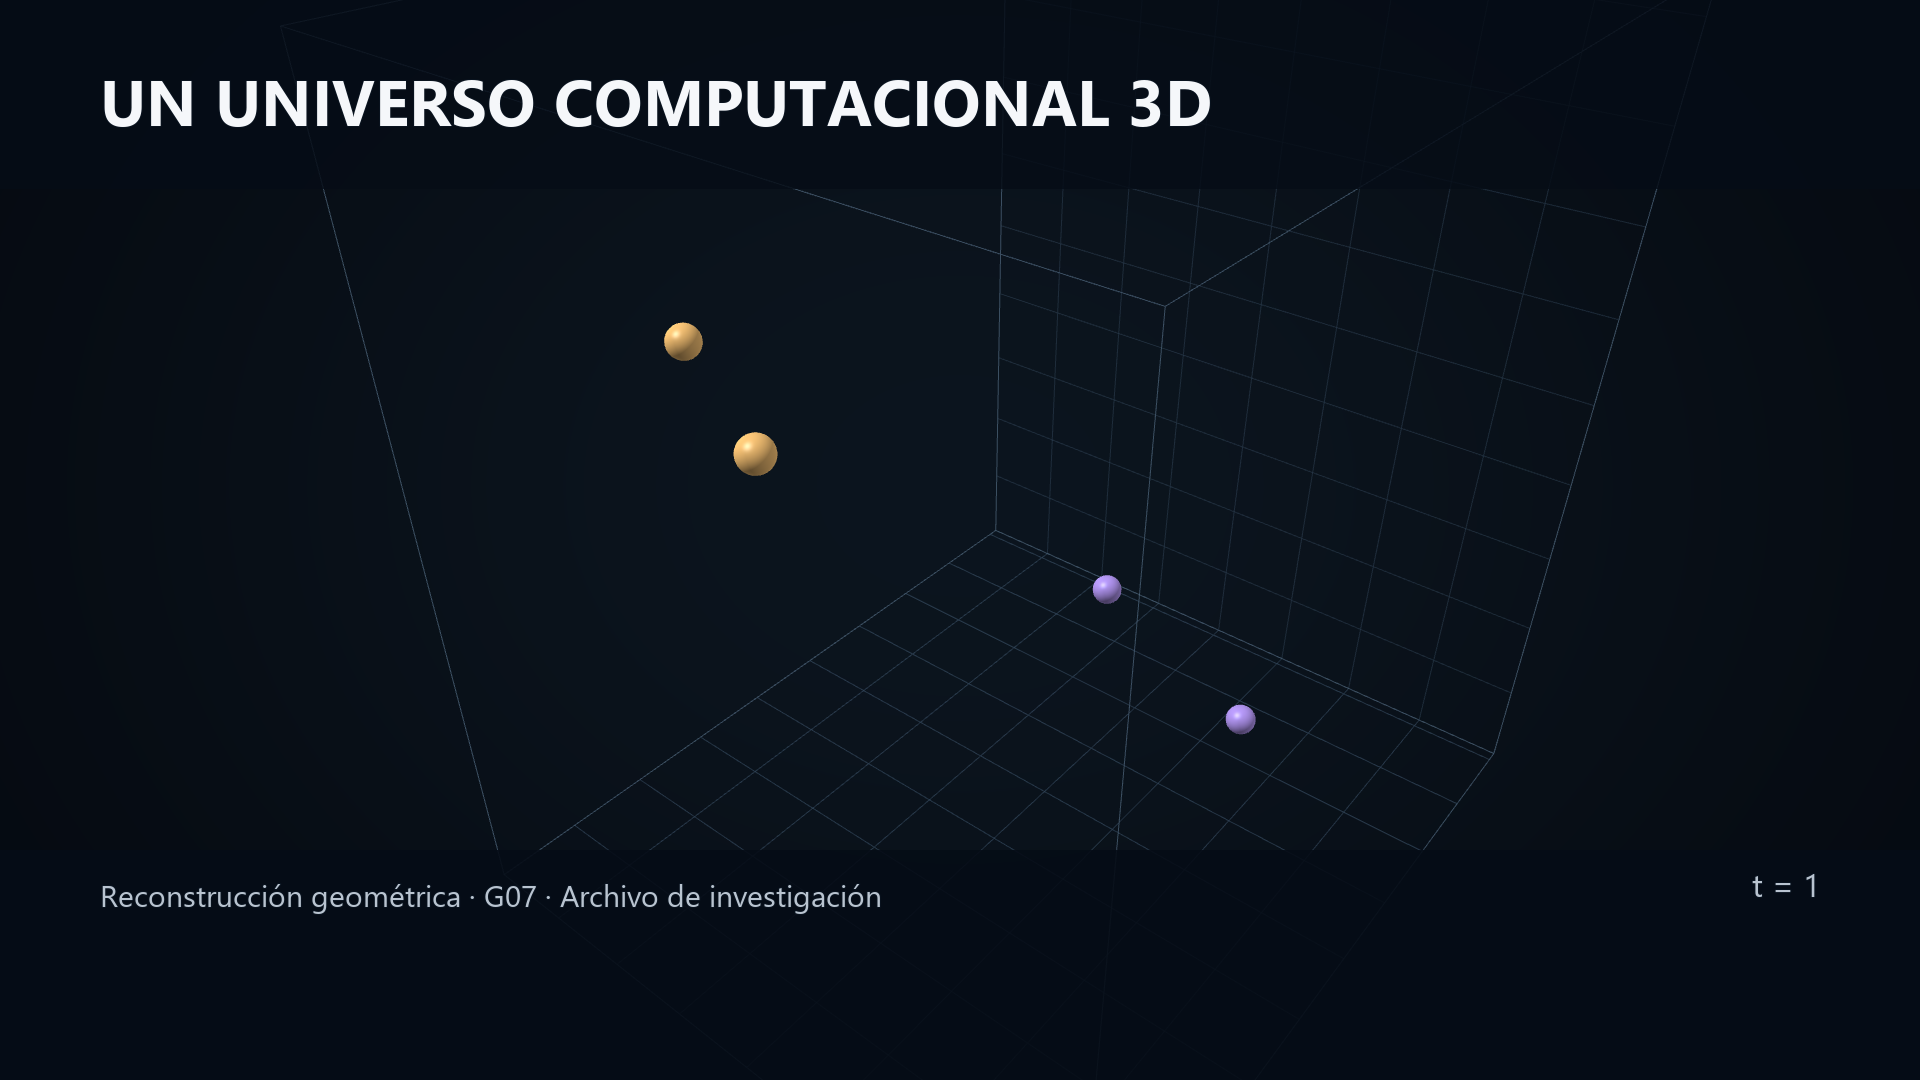 UN UNIVERSO COMPUTACIONAL 3D
Reconstrucción geométrica · G07 · Archivo de investigación
t = 1